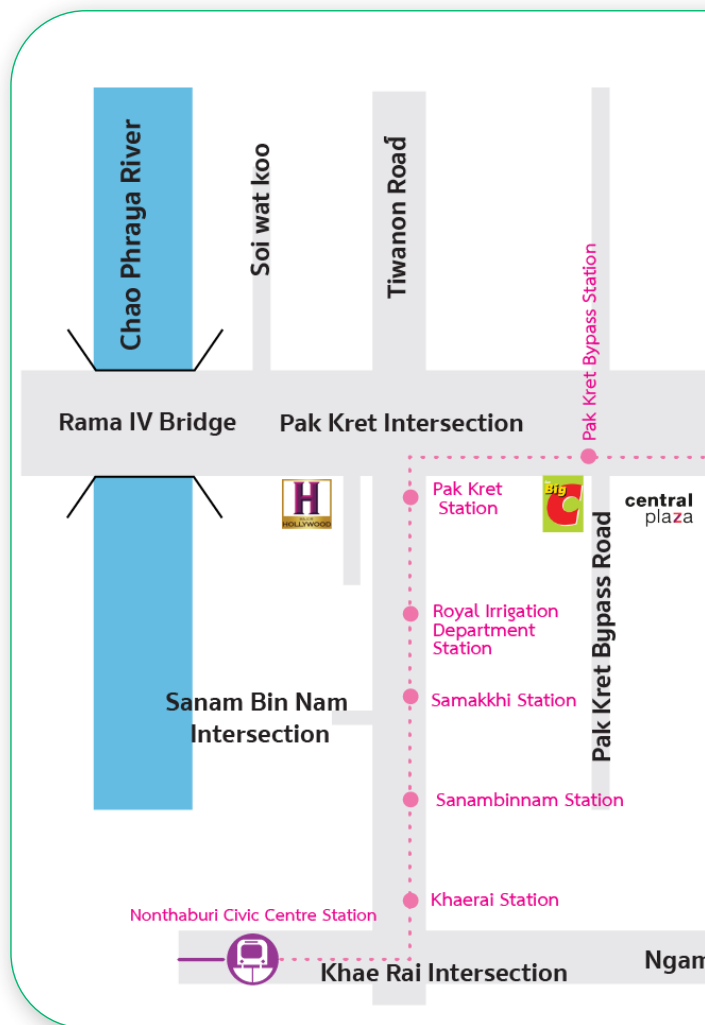 Chao Phraya River
Soi wat koo
Tiwanon Road
Pak Kret Bypass Station
Rama IV Bridge
Pak Kret Intersection
H
HOLLYWOOD
Pak Kret
Station
Big
C
central
plaza
Pak Kret Bypass Road
Royal Irrigation
Department
Station
Sanam Bin Nam
Intersection
Samakkhi Station
Sanambinnam Station
Khaerai Station
Nonthaburi Civic Centre Station
Khae Rai Intersection
Ngam